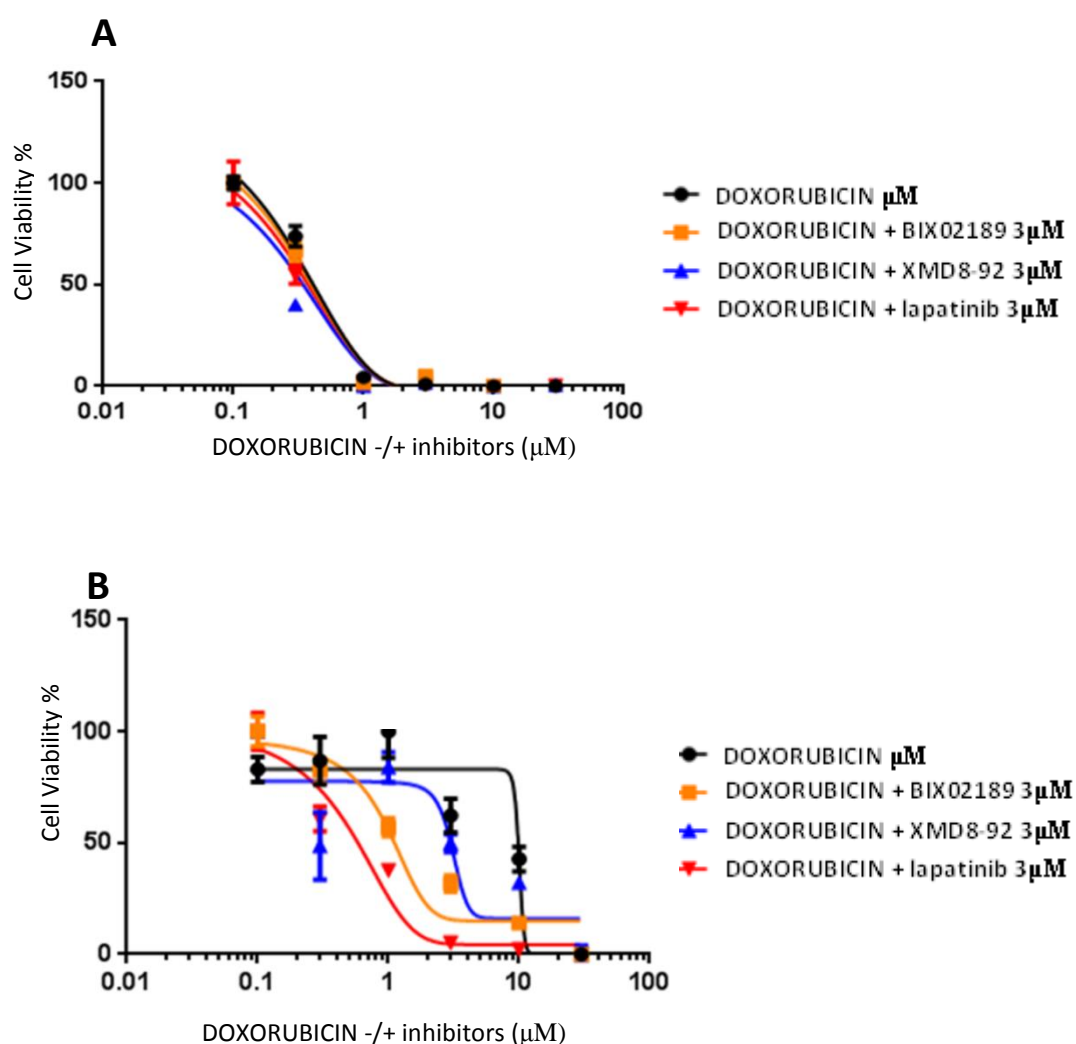 A
150
100
50
0
0.01 0.1 1 10 100
Cell Viability %
DOXORUBICIN -/+ inhibitors (μM)
DOXORUBICIN μM
DOXORUBICIN + BIX02189 3μM
DOXORUBICIN + XMD8-92 3μM
DOXORUBICIN + lapatinib 3μM
B
150
100
50
0
0.01 0.1 1 10 100
Cell Viability %
DOXORUBICIN -/+ inhibitors (μM)
DOXORUBICIN μM
DOXORUBICIN + BIX02189 3μM
DOXORUBICIN + XMD8-92 3μM
DOXORUBICIN + lapatinib 3μM